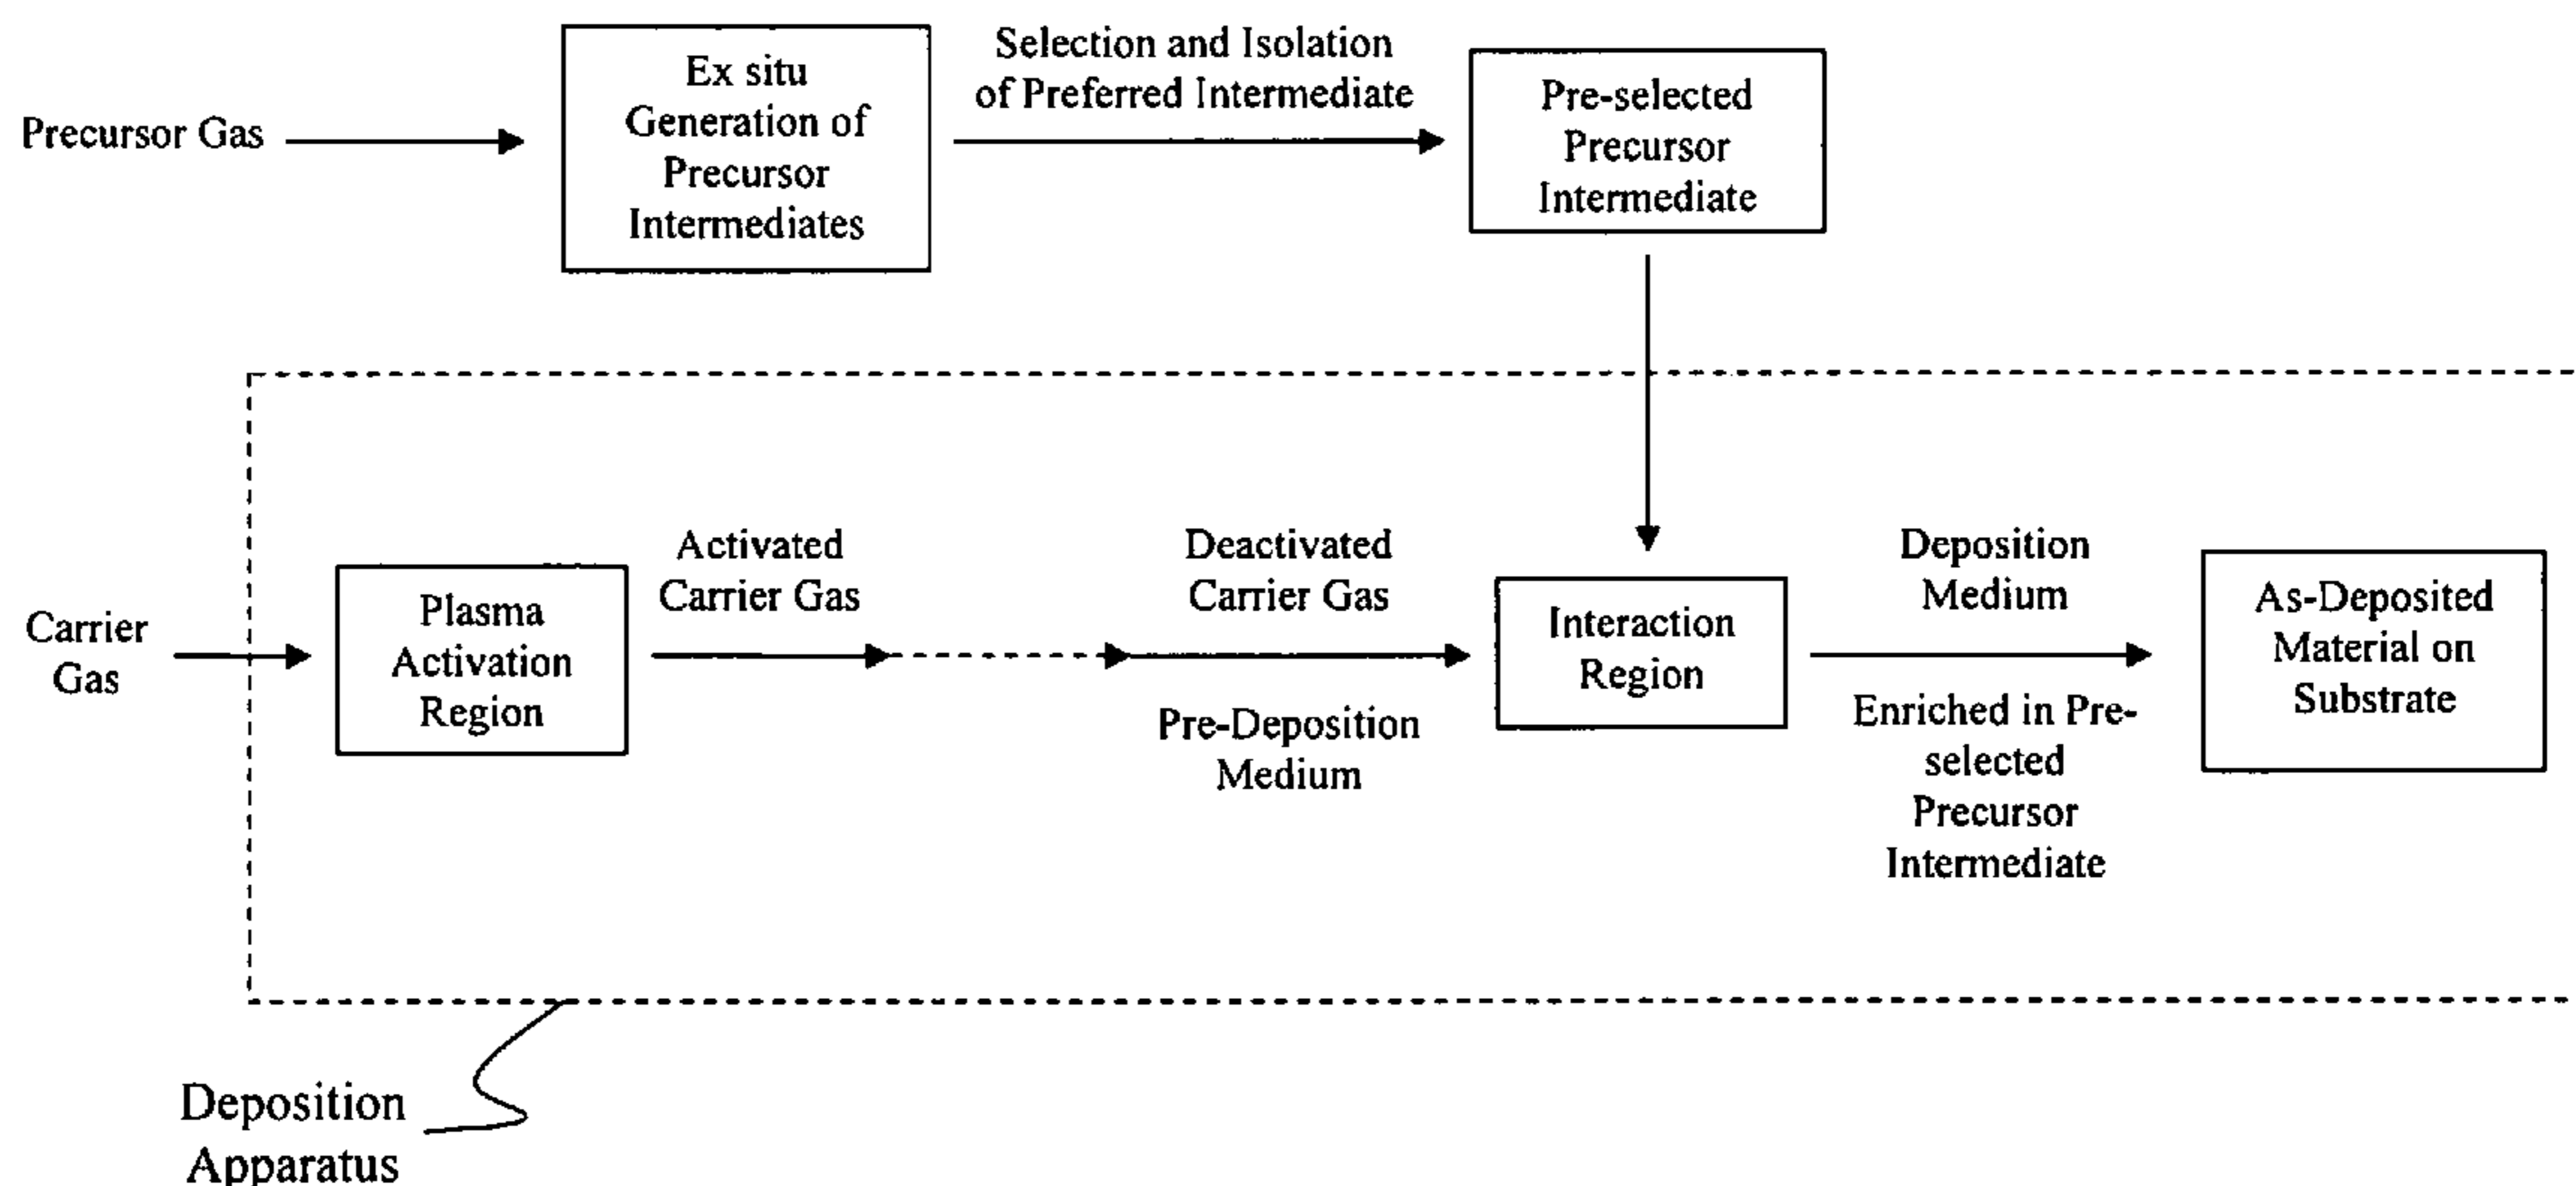 Precursor Gas
Ex situ
Generation of
Precursor
Intermediates
Selection and Isolation
of Preferred Intermediate
Pre-selected
Precursor
Intermediate
Carrier
Gas
Plasma
Activation
Region
Activated
Carrier Gas
Deactivated
Carrier Gas
Pre-Deposition
Medium
Interaction
Region
Deposition
Medium
Enriched in Pre-
selected
Precursor
Intermediate
As-Deposited
Material on
Substrate
Deposition
Apparatus